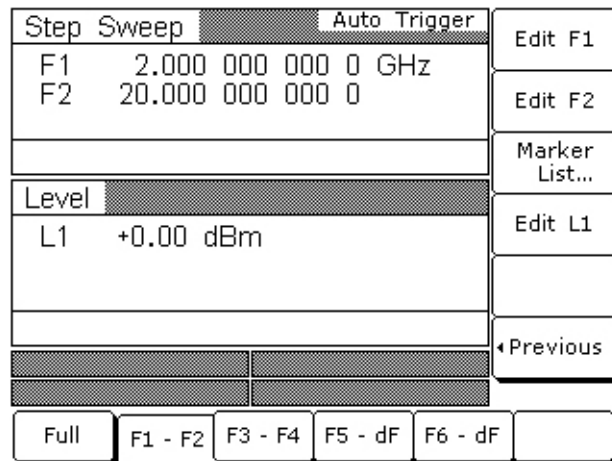 Step Sweep Auto Trigger
F1 2.000 000 000 0 GHz
F2 20.000 000 000 0
Level
L1 +0.00 dBm
Edit F1
Edit F2
Marker
List...
Edit L1
Previous
Full F1 - F2 F3 - F4 F5 - dF F6 - dF